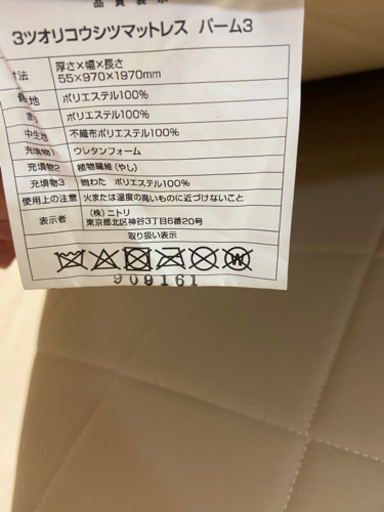 品質表示
3ツオリコウシツマットレス パーム3
寸法 厚さ×幅×長さ
55×970×1970mm
側地 ポリエステル100%
ポリエステル100%
中生地 不織布ポリエステル100%
充填物1 ウレタンフォーム
充填物2 植物繊維(やし)
充填物3 固わた ポリエステル100%
使用上の注意 火または温度の高いものに近づけないこと
表示者 (株)ニトリ
東京都北区神谷3丁目6番20号
取り扱い表示
W
909161